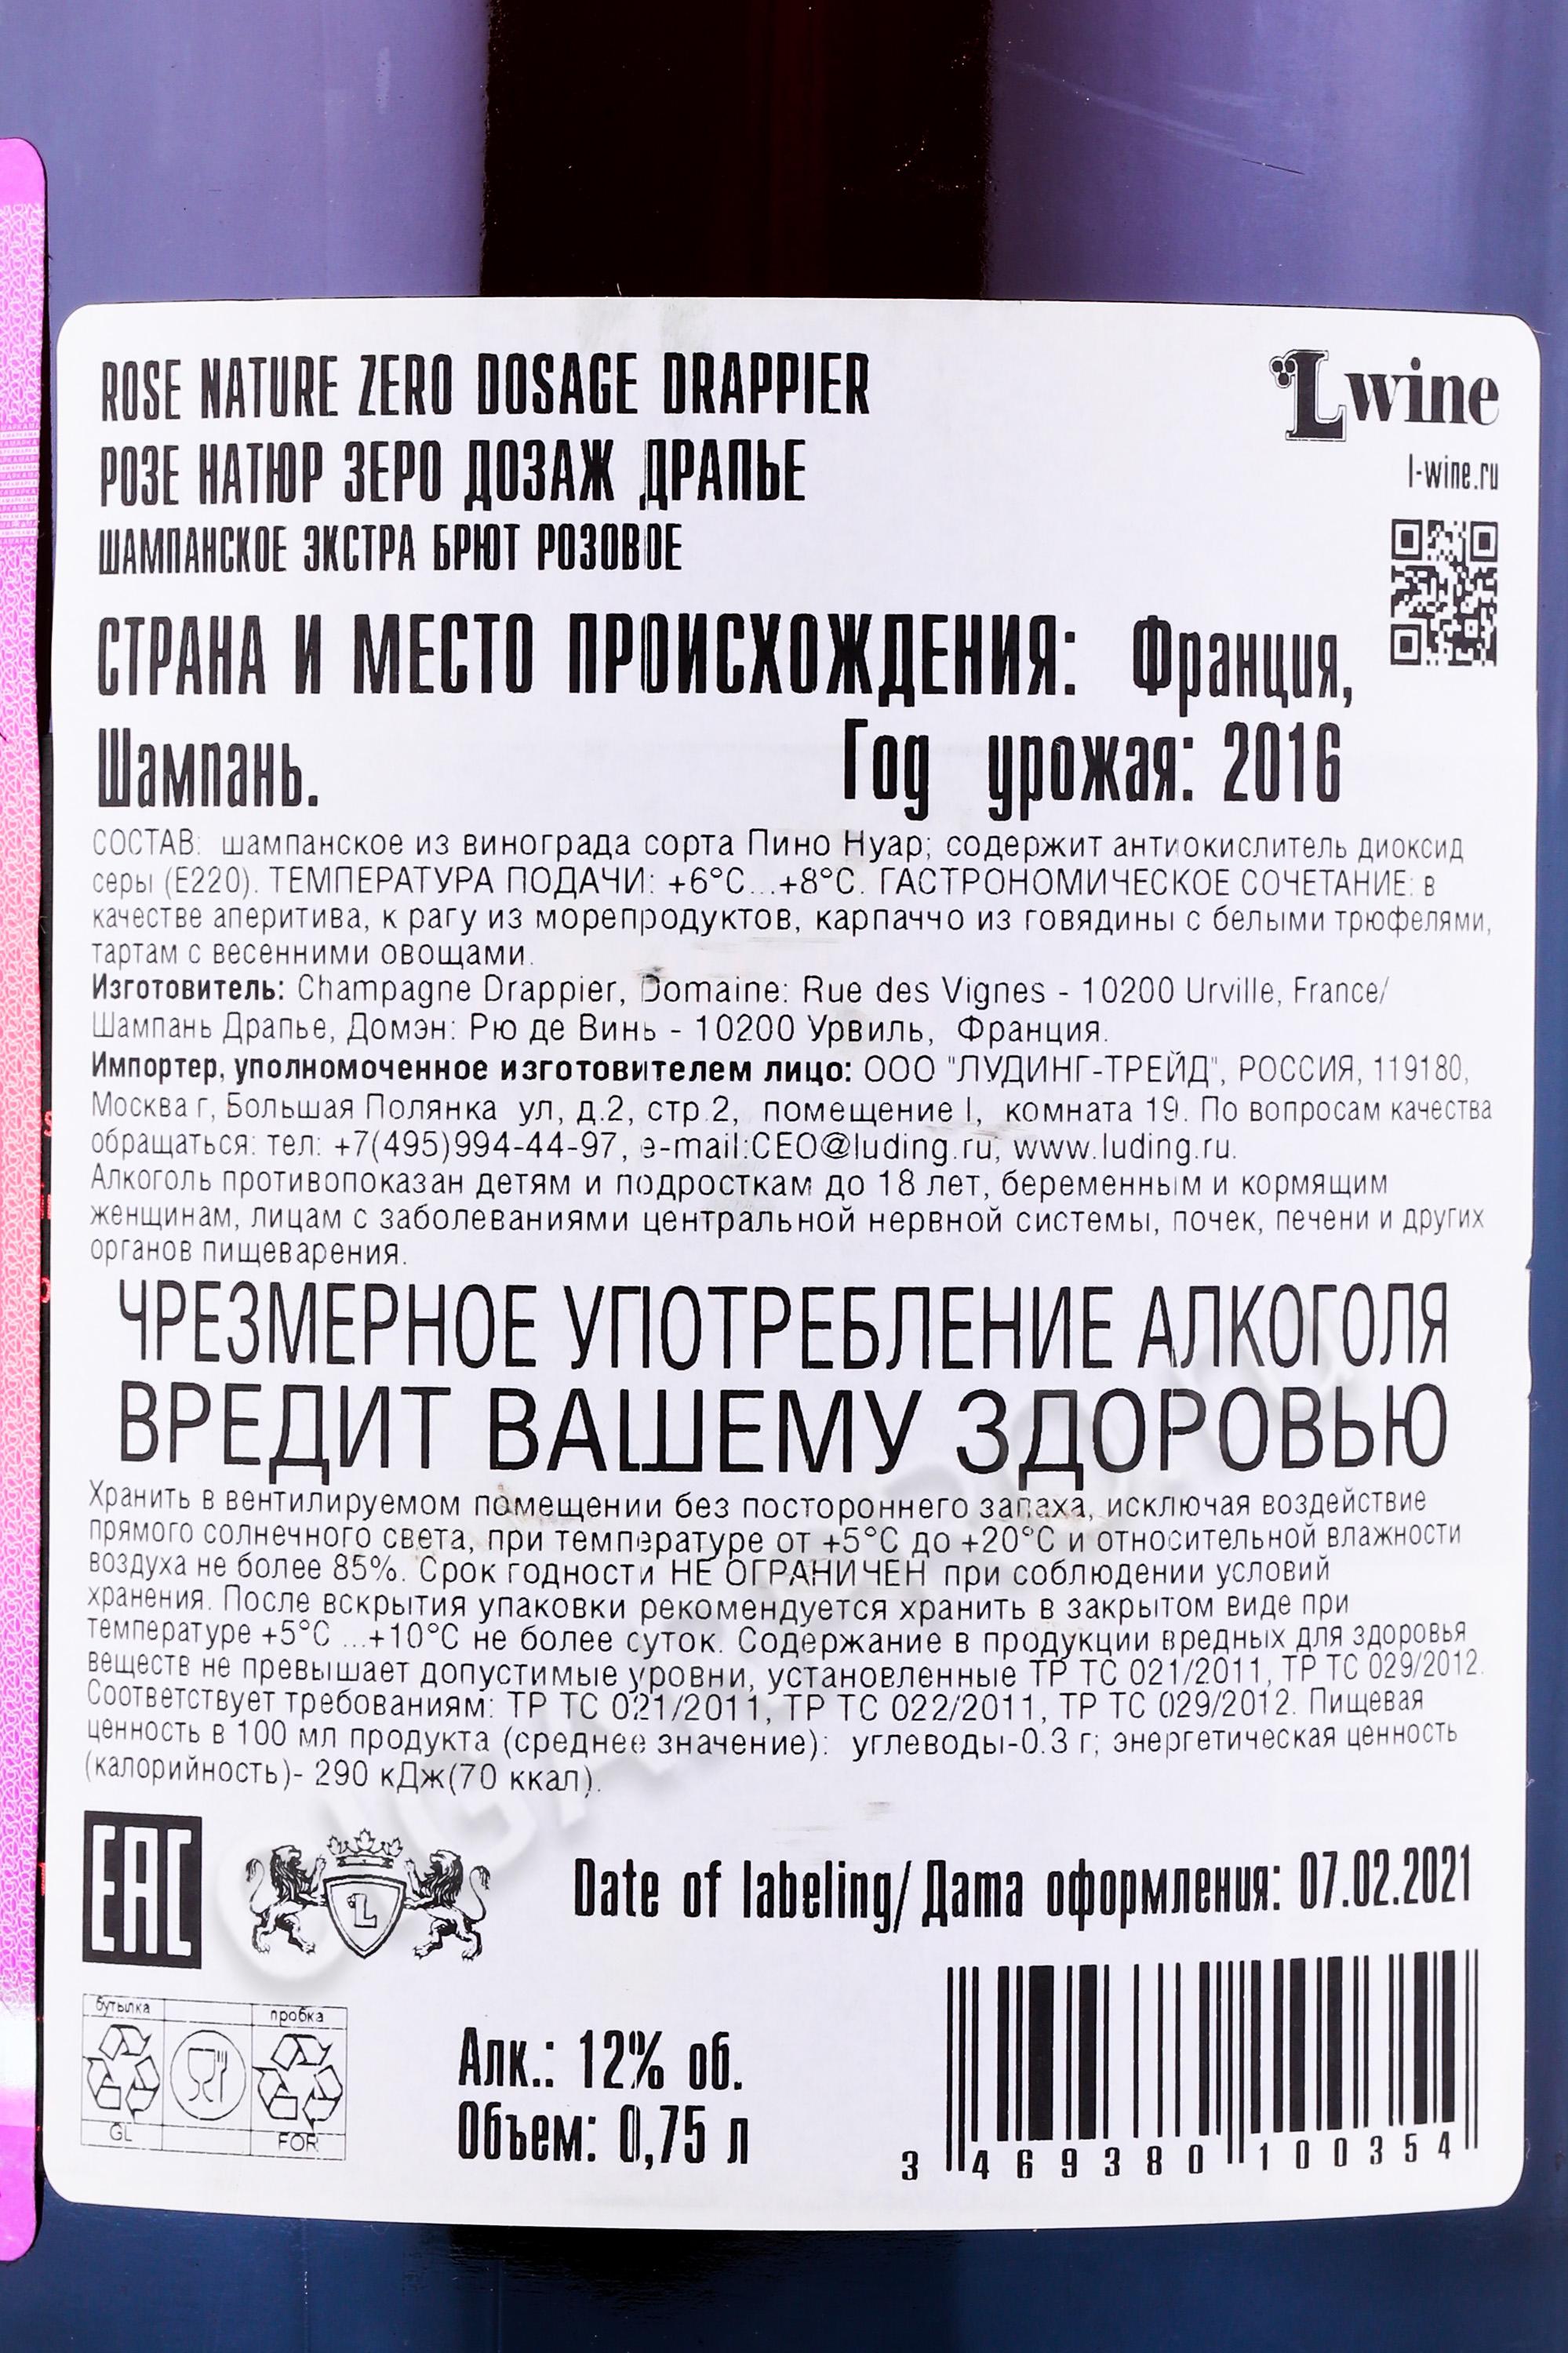 ROSE NATURE ZERO DOSAGE DRAPPIER
РОЗЕ НАТЮР ЗЕРО ДОЗАЖ ДРАПЬЕ
ШАМПАНСКОЕ ЭКСТРА БРЮТ РОЗОВОЕ
L wine
l-wine.ru
СТРАНА И МЕСТО ПРОИСХОЖДЕНИЯ: Франция,
Шампань. Год урожая: 2016
СОСТАВ: шампанское из винограда сорта Пино Нуар; содержит антиокислитель диоксид
серы (Е220). ТЕМПЕРАТУРА ПОДАЧИ: +6°С...+8°С. ГАСТРОНОМИЧЕСКОЕ СОЧЕТАНИЕ: в
качестве аперитива, к рагу из морепродуктов, карпаччо из говядины с белыми трюфелями,
тартам с весенними овощами.
Изготовитель: Champagne Drappier, Domaine: Rue des Vignes - 10200 Urville, France/
Шампань Драпье, Домэн: Рю де Винь - 10200 Урвиль, Франция.
Импортер, уполномоченное изготовителем лицо: ООО "ЛУДИНГ-ТРЕЙД", РОССИЯ, 119180,
Москва г, Большая Полянка ул, д.2, стр.2, помещение I, комната 19. По вопросам качества
обращаться: тел: +7(495)994-44-97, e-mail:CEO@luding.ru, www.luding.ru.
Алкоголь противопоказан детям и подросткам до 18 лет, беременным и кормящим
женщинам, лицам с заболеваниями центральной нервной системы, почек, печени и других
органов пищеварения.
ЧРЕЗМЕРНОЕ УПОТРЕБЛЕНИЕ АЛКОГОЛЯ
ВРЕДИТ ВАШЕМУ ЗДОРОВЬЮ
Хранить в вентилируемом помещении без постороннего запаха, исключая воздействие
прямого солнечного света, при температуре от +5°С до +20°С и относительной влажности
воздуха не более 85%. Срок годности НЕ ОГРАНИЧЕН при соблюдении условий
хранения. После вскрытия упаковки рекомендуется хранить в закрытом виде при
температуре +5°С ...+10°С не более суток. Содержание в продукции вредных для здоровья
веществ не превышает допустимые уровни, установленные ТР ТС 021/2011, ТР ТС 029/2012.
Соответствует требованиям: ТР ТС 021/2011, ТР ТС 022/2011, ТР ТС 029/2012. Пищевая
ценность в 100 мл продукта (среднее значение): углеводы-0.3 г; энергетическая ценность
(калорийность)- 290 кДж(70 ккал).
EAC
L
Date of labeling/Дата оформления: 07.02.2021
бутылка пробка
GL FOR
Алк.: 12% об.
Объем: 0,75 л
3 469380 100354